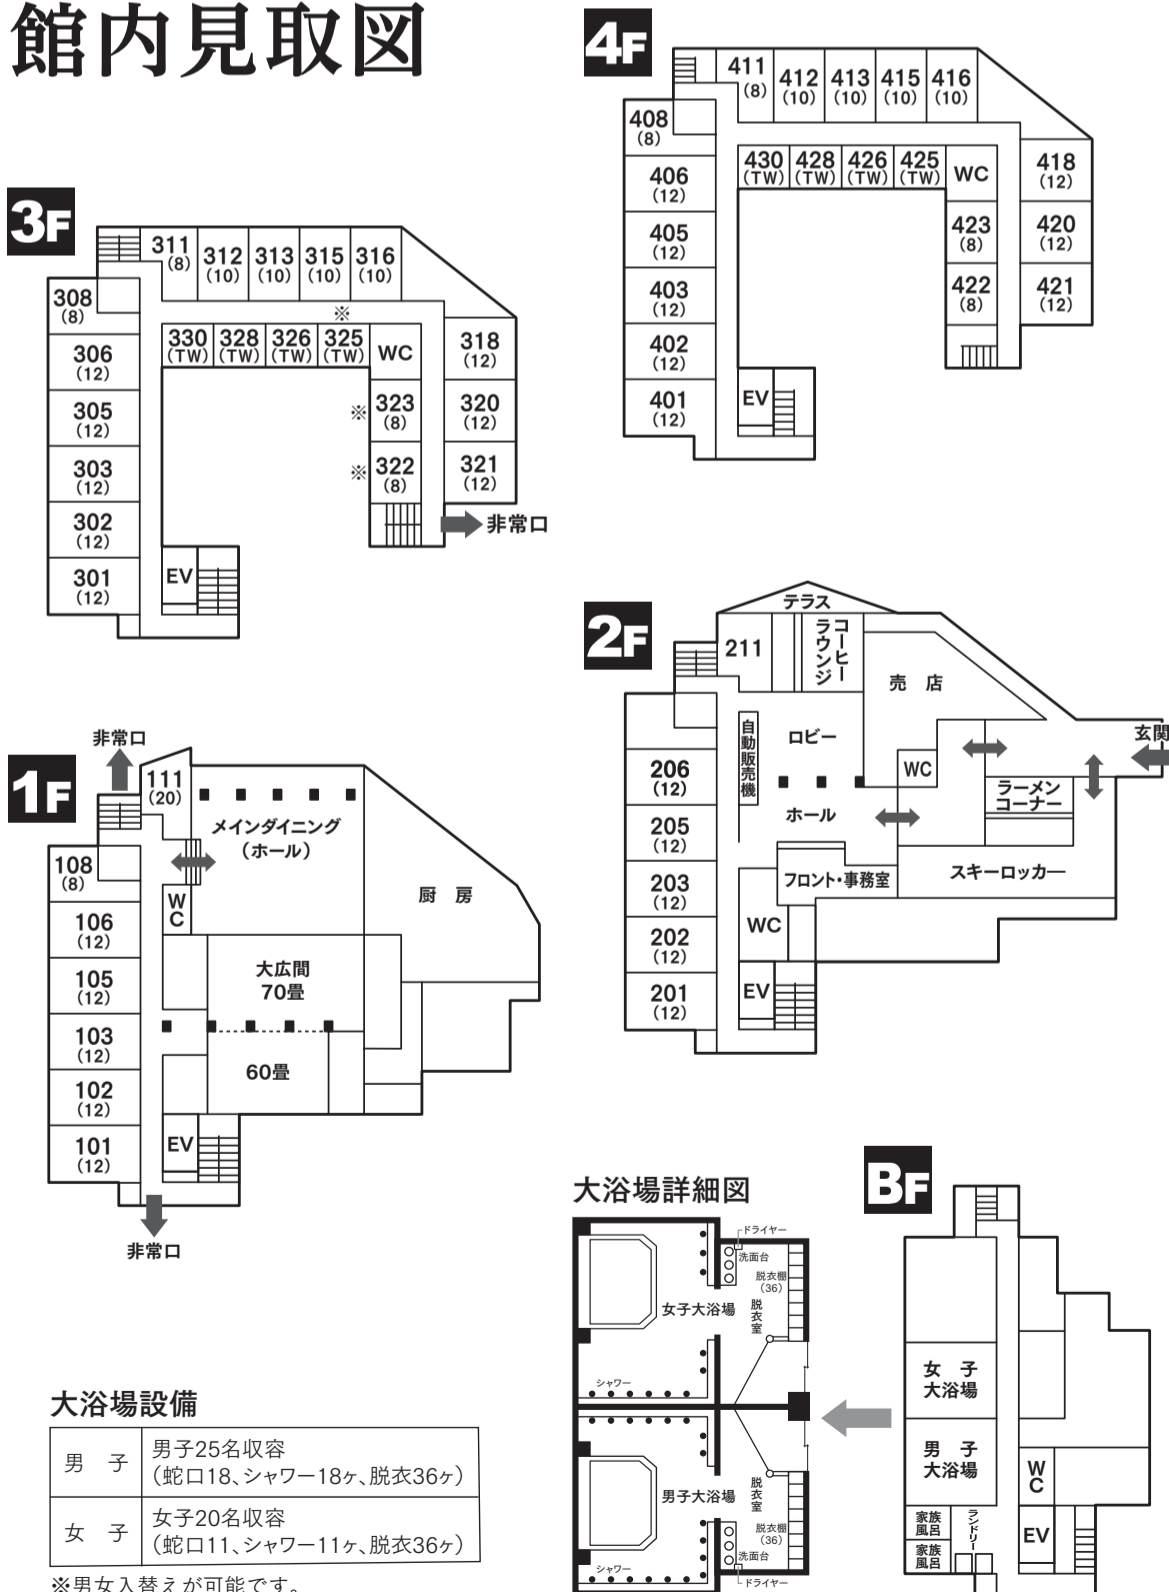 館内見取図
4F
411
(8)
412
(10)
413
(10)
415
(10)
416
(10)
408
(8)
406
(12)
405
(12)
403
(12)
402
(12)
401
(12)
430
(TW)
428
(TW)
426
(TW)
425
(TW)
WC
423
(8)
422
(8)
418
(12)
420
(12)
421
(12)
EV
3F
311
(8)
312
(10)
313
(10)
315
(10)
316
(10)
308
(8)
306
(12)
305
(12)
303
(12)
302
(12)
301
(12)
※
330
(TW)
328
(TW)
326
(TW)
325
(TW)
WC
※
323
(8)
※
322
(8)
318
(12)
320
(12)
321
(12)
非常口
EV
2F
テラス
211
コーヒー
ラウンジ
売 店
自動販売機
ロビー
ホール
WC
玄関
ラーメン
コーナー
スキーロッカー
フロント・事務室
WC
EV
206
(12)
205
(12)
203
(12)
202
(12)
201
(12)
1F
非常口
111
(20)
メインダイニング
(ホール)
108
(8)
WC
厨 房
106
(12)
105
(12)
103
(12)
102
(12)
101
(12)
大広間
70畳
60畳
EV
非常口
大浴場詳細図
ドライヤー
洗面台
脱衣棚
(36)
女子大浴場
脱衣室
シャワー
男子大浴場
脱衣室
脱衣棚
(36)
洗面台
シャワー
ドライヤー
BF
女 子
大浴場
男 子
大浴場
家族
風呂
家族
風呂
ランドリー
WC
EV
大浴場設備
男 子
男子25名収容
(蛇口18、シャワー18ヶ、脱衣36ヶ)
女 子
女子20名収容
(蛇口11、シャワー11ヶ、脱衣36ヶ)
※男女入替えが可能です。